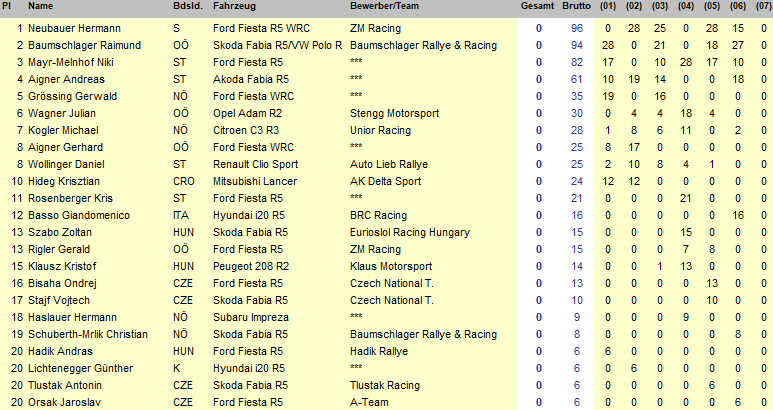 Pl Name Bdsld. Fahrzeug Bewerber/Team Gesamt Brutto (01) (02) (03) (04) (05) (06) (07)
1 Neubauer Hermann S Ford Fiesta R5 WRC ZM Racing 0 96 0 28 25 0 28 15 0
2 Baumschlager Raimund OÖ Skoda Fabia R5/VW Polo R Baumschlager Rallye & Racing 0 94 28 0 21 0 18 27 0
3 Mayr-Melnhof Niki ST Ford Fiesta R5 *** 0 82 17 0 10 28 17 10 0
4 Aigner Andreas ST Akoda Fabia R5 *** 0 61 10 19 14 0 0 18 0
5 Grössing Gerwald NÖ Ford Fiesta WRC *** 0 35 19 0 16 0 0 0 0
6 Wagner Julian OÖ Opel Adam R2 Stengg Motorsport 0 30 0 4 4 18 4 0 0
7 Kogler Michael NÖ Citroen C3 R3 Unior Racing 0 28 1 8 6 11 0 2 0
8 Aigner Gerhard OÖ Ford Fiesta WRC *** 0 25 8 17 0 0 0 0 0
8 Wollinger Daniel ST Renault Clio Sport Auto Lieb Rallye 0 25 2 10 8 4 1 0 0
10 Hideg Krisztian CRO Mitsubishi Lancer AK Delta Sport 0 24 12 12 0 0 0 0 0
11 Rosenberger Kris ST Ford Fiesta R5 *** 0 21 0 0 0 21 0 0 0
12 Basso Giandomenico ITA Hyundai i20 R5 BRC Racing 0 16 0 0 0 0 0 16 0
13 Szabo Zoltan HUN Skoda Fabia R5 Eurioslol Racing Hungary 0 15 0 0 0 15 0 0 0
13 Rigler Gerald OÖ Ford Fiesta R5 ZM Racing 0 15 0 0 0 7 8 0 0
15 Klausz Kristof HUN Peugeot 208 R2 Klaus Motorsport 0 14 0 0 1 13 0 0 0
16 Bisaha Ondrej CZE Ford Fiesta R5 Czech National T. 0 13 0 0 0 0 13 0 0
17 Stajf Vojtech CZE Skoda Fabia R5 Czech National T. 0 10 0 0 0 0 10 0 0
18 Haslauer Hermann NÖ Subaru Impreza *** 0 9 0 0 0 9 0 0 0
19 Schuberth-Mrlik Christian NÖ Skoda Fabia R5 Baumschlager Rallye & Racing 0 8 0 0 0 0 0 8 0
20 Hadik Andras HUN Ford Fiesta R5 Hadik Rallye 0 6 6 0 0 0 0 0 0
20 Lichtenegger Günther K Hyundai i20 R5 *** 0 6 0 6 0 0 0 0 0
20 Tlustak Antonin CZE Skoda Fabia R5 Tlustak Racing 0 6 0 0 0 0 6 0 0
20 Orsak Jaroslav CZE Ford Fiesta R5 A-Team 0 6 0 0 0 0 0 6 0